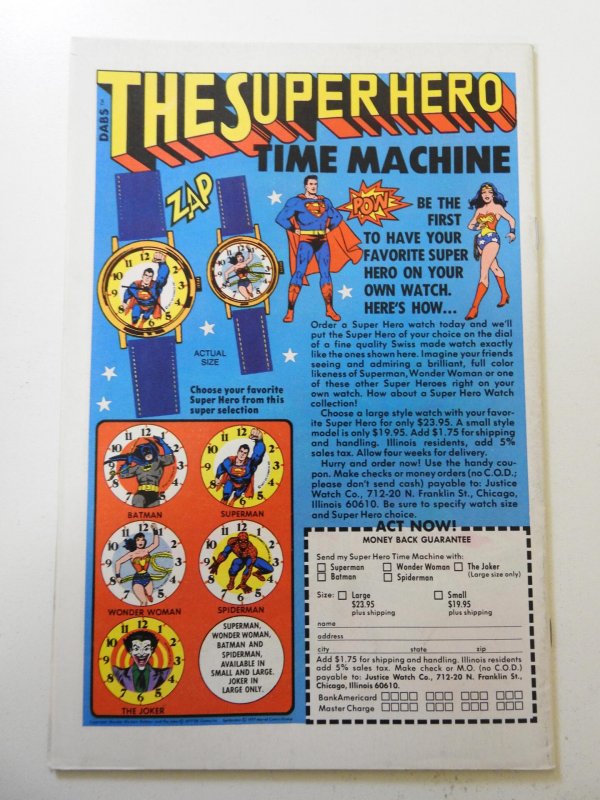 DABS 5
THE SUPER HERO
TIME MACHINE
ZAP
POW
BE THE
FIRST
TO HAVE YOUR
FAVORITE SUPER
HERO ON YOUR
OWN WATCH.
HERE'S HOW...
ACTUAL
SIZE
Choose your favorite
Super Hero from this
super selection
Order a Super Hero watch today and we'll
put the Super Hero of your choice on the dial
of a fine quality Swiss made watch exactly
like the ones shown here. Imagine your friends
seeing and admiring a brilliant, full color
likeness of Superman, Wonder Woman or one
of these other Super Heroes right on your
own watch. How about a Super Hero Watch
collection!
Choose a large style watch with your favor-
ite Super Hero for only $23.95. A small style
model is only $19.95. Add $1.75 for shipping
and handling. Illinois residents, add 5%
sales tax. Allow four weeks for delivery.
Hurry and order now! Use the handy cou-
pon. Make checks or money orders (no C.O.D.;
please don't send cash) payable to: Justice
Watch Co., 712-20 N. Franklin St., Chicago,
Illinois 60610. Be sure to specify watch size
and Super Hero choice.
BATMAN
SUPERMAN
WONDER WOMAN
SPIDERMAN
THE JOKER
SUPERMAN,
WONDER WOMAN,
BATMAN AND
SPIDERMAN,
AVAILABLE IN
SMALL AND LARGE.
JOKER IN
LARGE ONLY.
ACT NOW!
MONEY BACK GUARANTEE
Send my Super Hero Time Machine with:
Superman Wonder Woman The Joker
Batman Spiderman (Large size only)
Size: Large Small
$23.95 $19.95
plus shipping plus shipping
name
address
city state zip
Add $1.75 for shipping and handling. Illinois residents
add 5% sales tax. Make check or M.O. (no C.O.D.)
payable to: Justice Watch Co., 712-20 N. Franklin St.,
Chicago, Illinois 60610.
BankAmericard
Master Charge